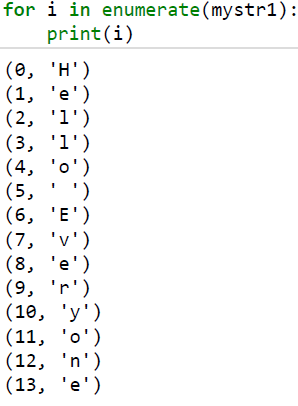 for i in enumerate(mystr1):
    print(i)
(0, 'H')
(1, 'e')
(2, 'l')
(3, 'l')
(4, 'o')
(5, ' ')
(6, 'E')
(7, 'v')
(8, 'e')
(9, 'r')
(10, 'y')
(11, 'o')
(12, 'n')
(13, 'e')